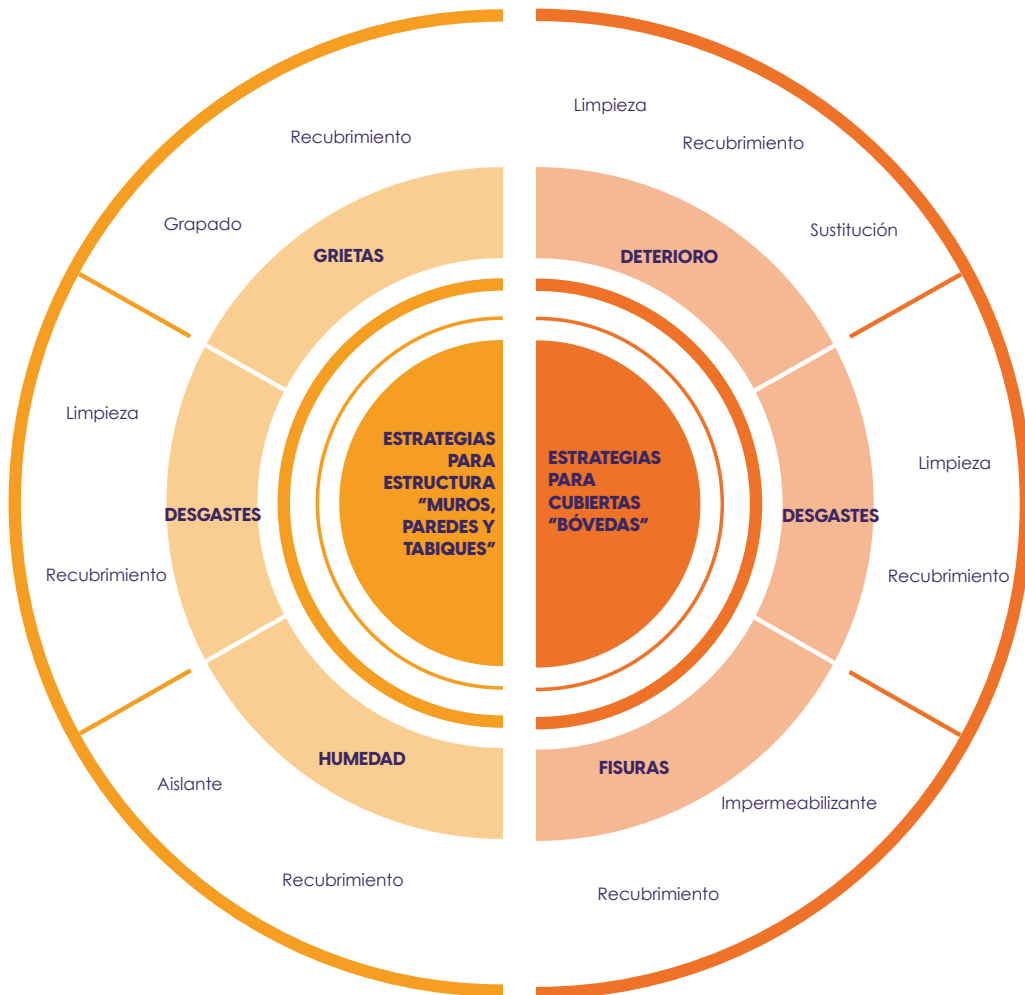 Recubrimiento
Grapado
GRIETAS
Limpieza
DESGASTES
Recubrimiento
HUMEDAD
Aislante
Recubrimiento
ESTRATEGIAS
PARA
ESTRUCTURA
"MUROS,
PAREDES Y
TABIQUES"
ESTRATEGIAS
PARA
CUBIERTAS
"BÓVEDAS"
Limpieza
Recubrimiento
Sustitución
DETERIORO
Limpieza
DESGASTES
Recubrimiento
FISURAS
Impermeabilizante
Recubrimiento